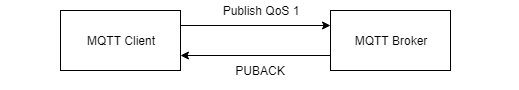 Publish QoS 1
MQTT Client
MQTT Broker
PUBACK